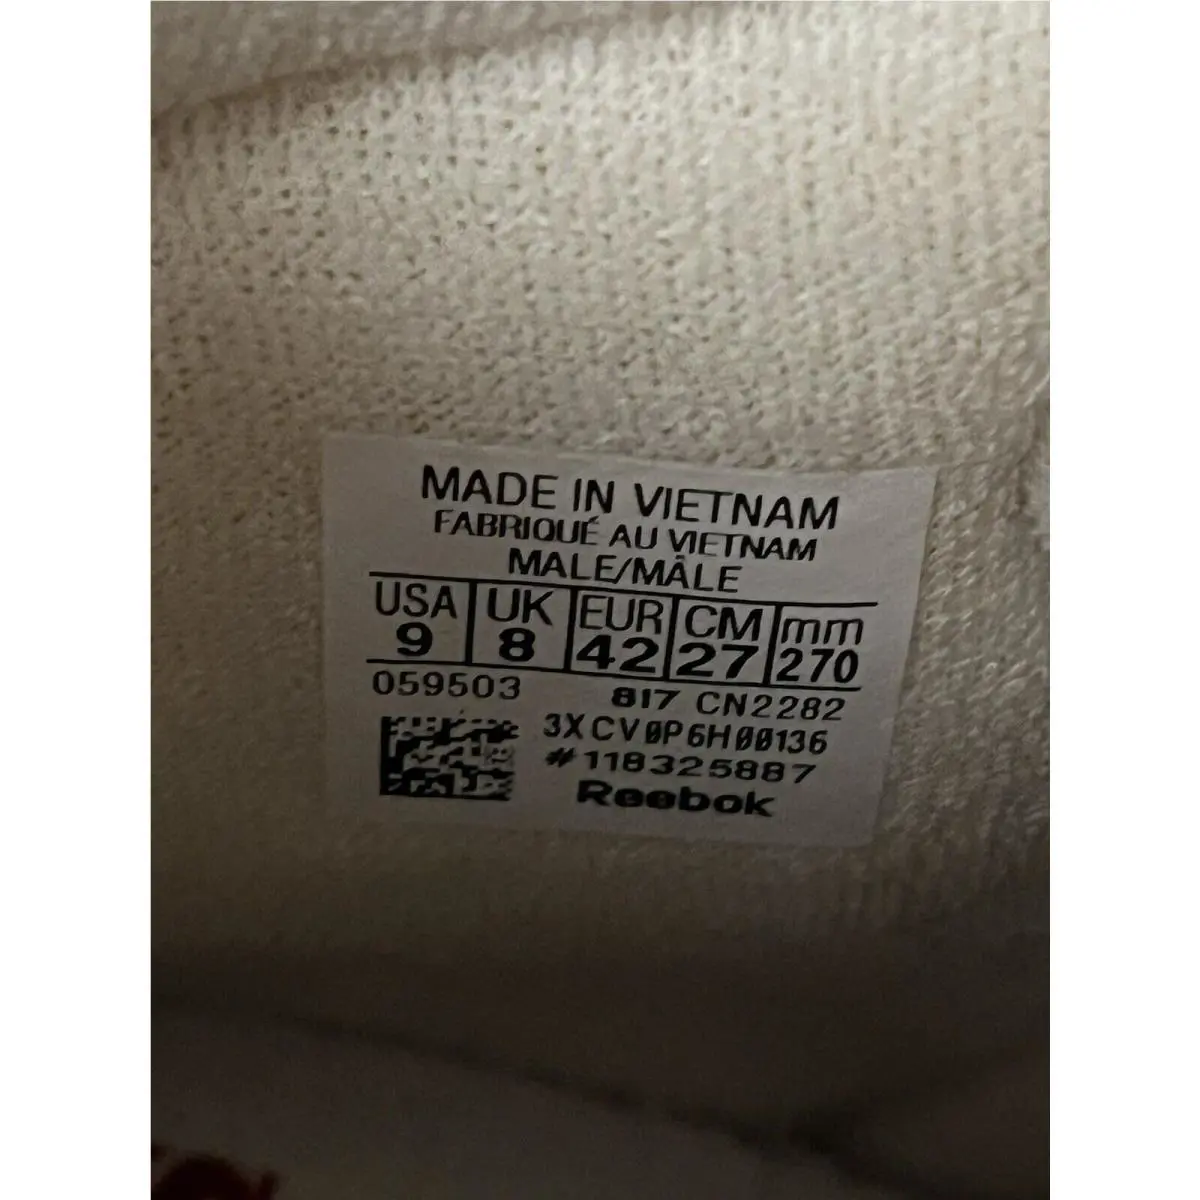 MADE IN VIETNAM
FABRIQUÉ AU VIETNAM
MALE/MÂLE
USA UK EUR CM mm
9 8 42 27 270
059503 817 CN2282
3XCV0P6H00136
#118325887
Reebok